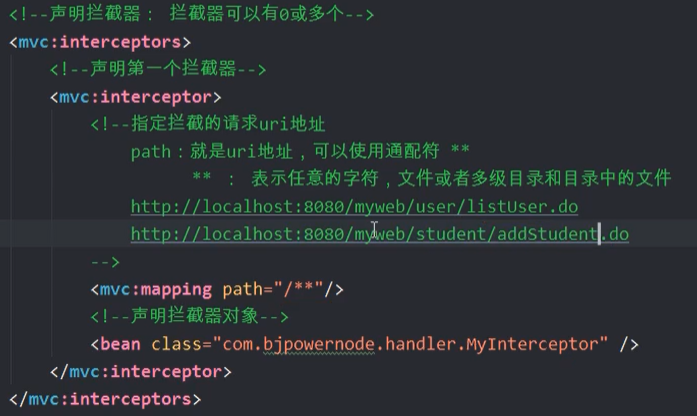 <!--声明拦截器： 拦截器可以有0或多个-->
<mvc:interceptors>
<!--声明第一个拦截器-->
<mvc:interceptor>
<!--指定拦截的请求uri地址
path：就是uri地址，可以使用通配符 **
** ： 表示任意的字符，文件或者多级目录和目录中的文件
http://localhost:8080/myweb/user/listUser.do
http://localhost:8080/myweb/student/addStudent.do
-->
<mvc:mapping path="/**"/>
<!--声明拦截器对象-->
<bean class="com.bjpowernode.handler.MyInterceptor" />
</mvc:interceptor>
</mvc:interceptors>